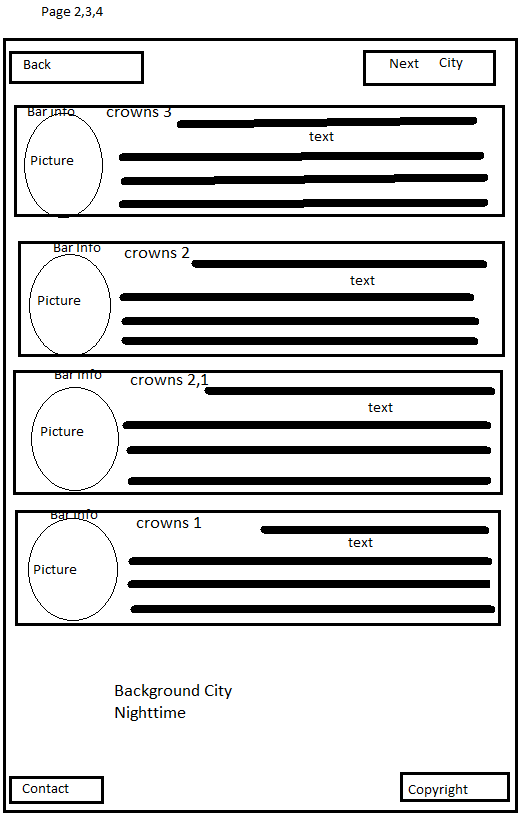 Page 2,3,4
Back
Next City
Bar info
crowns 3
text
Picture
Bar Info
crowns 2
text
Picture
Bar Info
crowns 2,1
text
Picture
Bar Info
crowns 1
text
Picture
Background City
Nighttime
Contact
Copyright